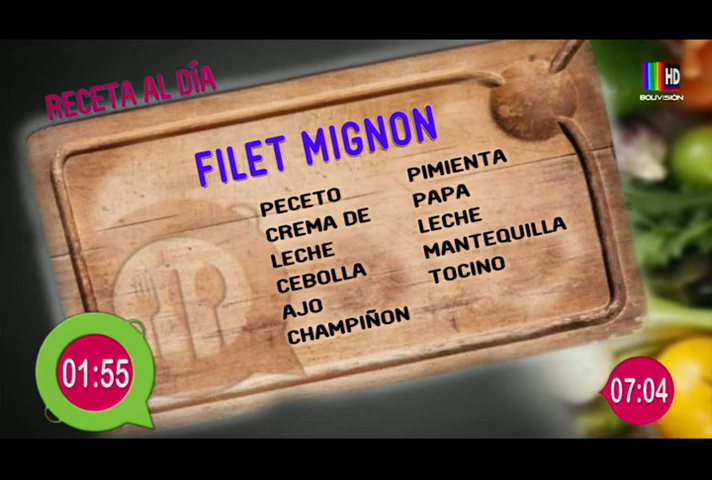 RECETA AL DÍA
HD
BOLIVISIÓN
FILET MIGNON
PECETO
CREMA DE
LECHE
CEBOLLA
AJO
CHAMPIÑON
PIMIENTA
PAPA
LECHE
MANTEQUILLA
TOCINO
01:55
07:04